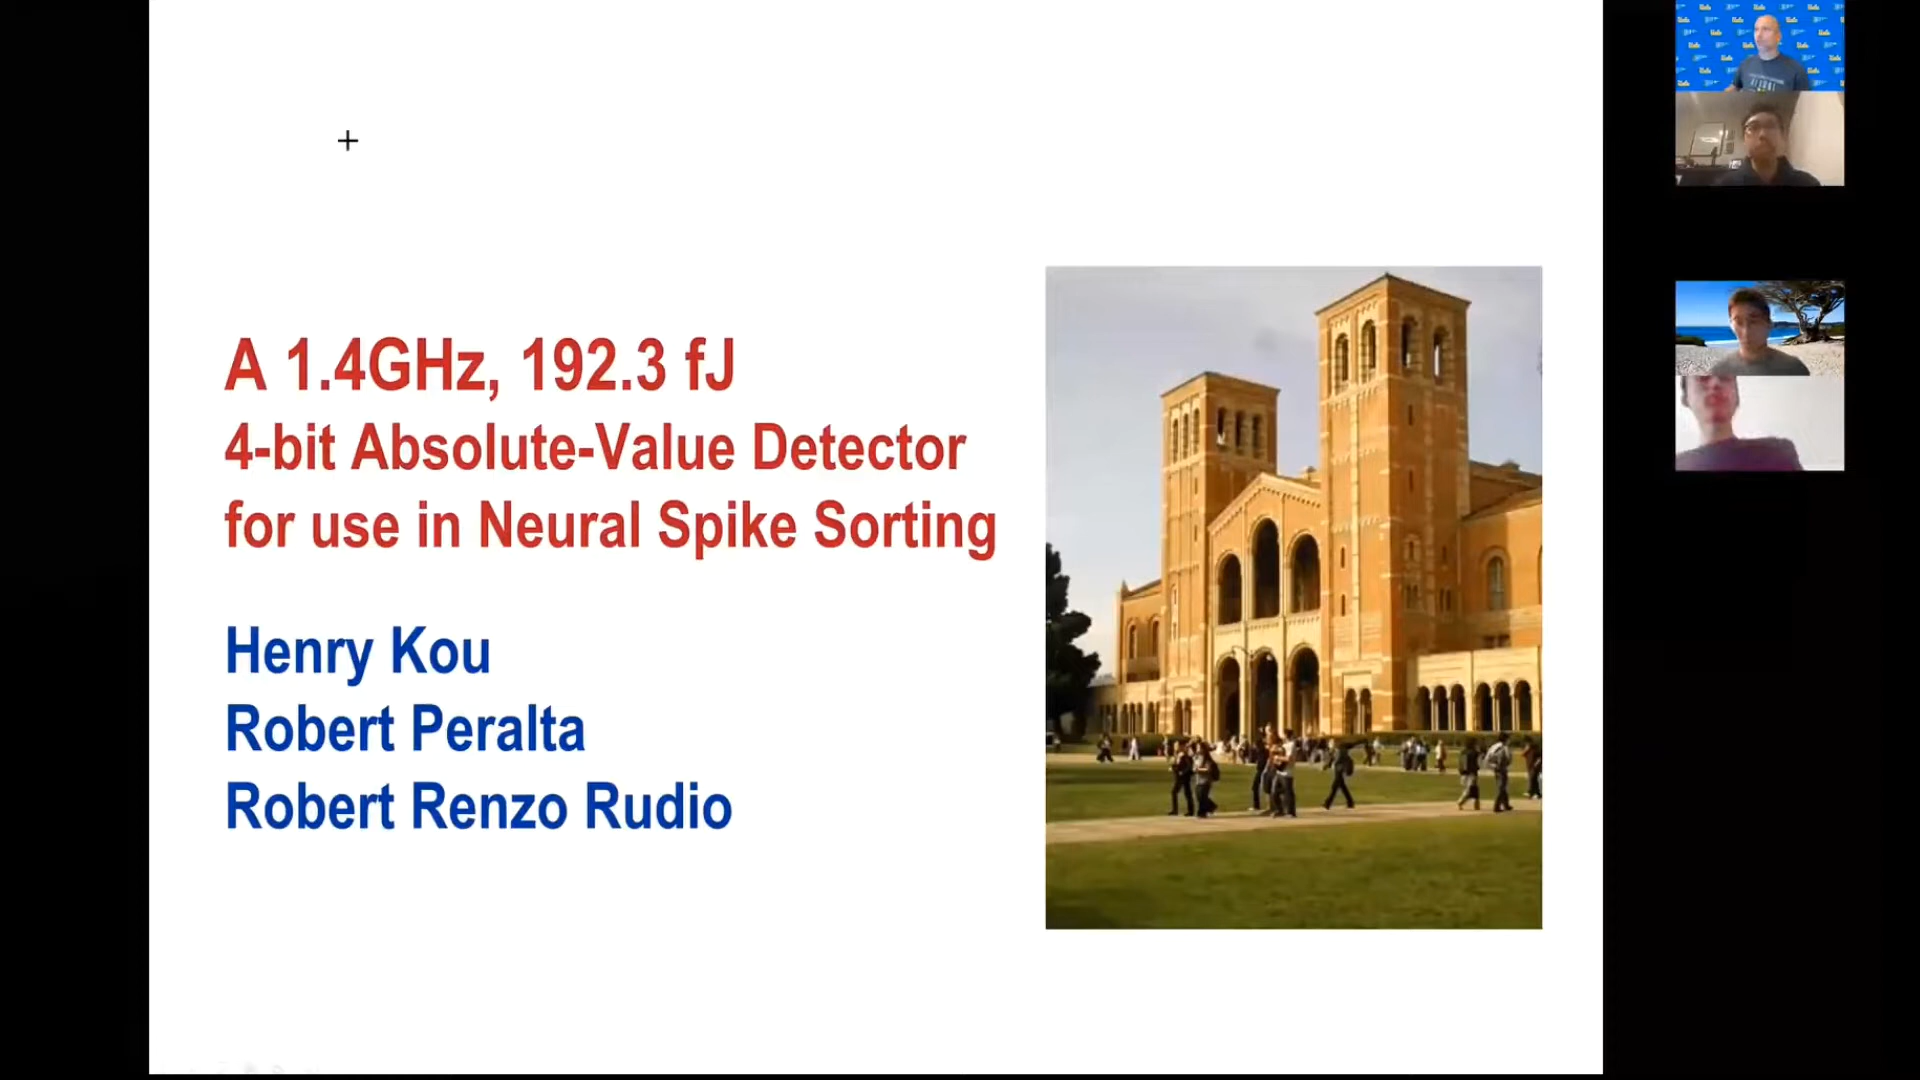 A 1.4GHz, 192.3 fJ
4-bit Absolute-Value Detector
for use in Neural Spike Sorting
Henry Kou
Robert Peralta
Robert Renzo Rudio